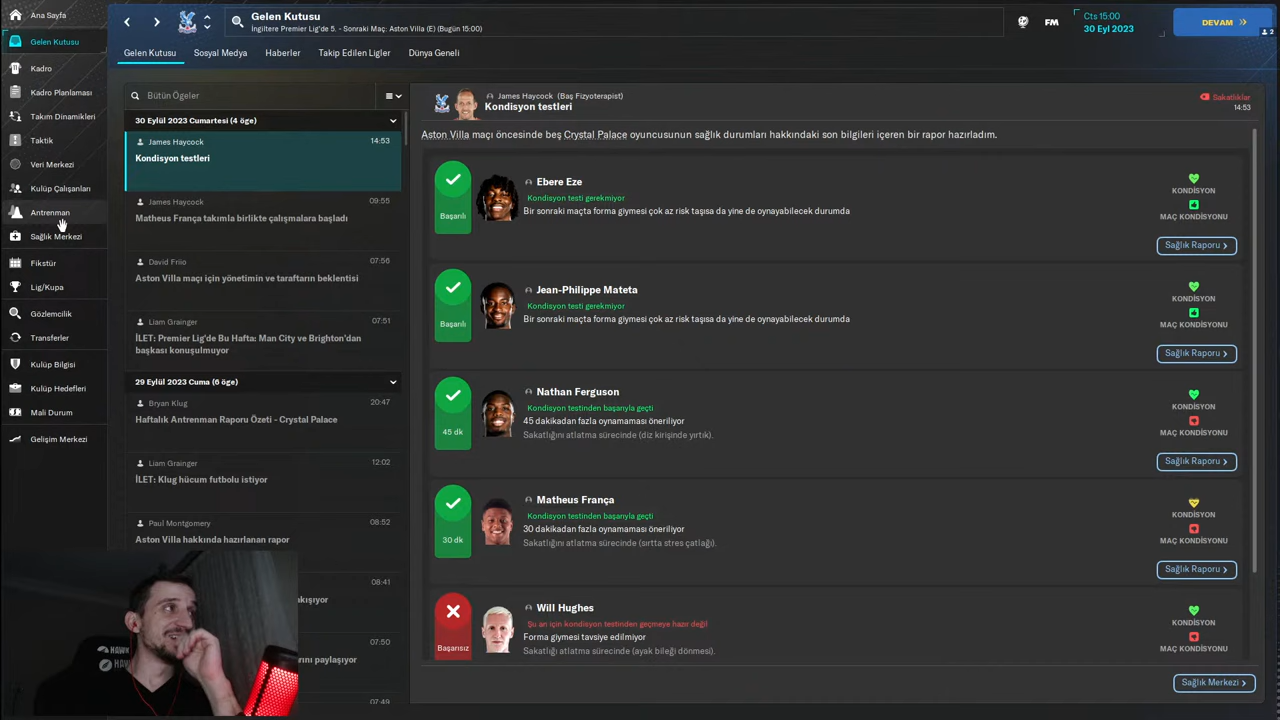 Ana Sayfa
Gelen Kutusu
Kadro
Kadro Planlaması
Takım Dinamikleri
Taktik
Veri Merkezi
Kulüp Çalışanları
Antrenman
Sağlık Merkezi
Fikstür
Lig/Kupa
Gözlemcilik
Transferler
Kulüp Bilgisi
Kulüp Hedefleri
Mali Durum
Gelişim Merkezi
Gelen Kutusu
İngiltere Premier Lig'de 5. - Sonraki Maç: Aston Villa (E) (Bugün 15:00)
FM
Cts 15:00
30 Eyl 2023
DEVAM
2
Gelen Kutusu Sosyal Medya Haberler Takip Edilen Ligler Dünya Geneli
Bütün Ögeler
30 Eylül 2023 Cumartesi (4 öge)
James Haycock 14:53
Kondisyon testleri
James Haycock 09:55
Matheus França takımla birlikte çalışmalara başladı
David Friio 07:56
Aston Villa maçı için yönetimin ve taraftarın beklentisi
Liam Grainger 07:51
İLET: Premier Lig'de Bu Hafta: Man City ve Brighton'dan
başkası konuşulmuyor
29 Eylül 2023 Cuma (6 öge)
Bryan Klug 20:47
Haftalık Antrenman Raporu Özeti - Crystal Palace
Liam Grainger 12:02
İLET: Klug hücum futbolu istiyor
Paul Montgomery 08:52
Aston Villa hakkında hazırlanan rapor
08:41
07:50
arını paylaşıyor
07:49
James Haycock (Baş Fizyoterapist)
Kondisyon testleri
Sakatlıklar
14:53
Aston Villa maçı öncesinde beş Crystal Palace oyuncusunun sağlık durumları hakkındaki son bilgileri içeren bir rapor hazırladım.
Başarılı
Ebere Eze
Kondisyon testi gerekmiyor
Bir sonraki maçta forma giymesi çok az risk taşısa da yine de oynayabilecek durumda
KONDİSYON
MAÇ KONDİSYONU
Sağlık Raporu
Başarılı
Jean-Philippe Mateta
Kondisyon testi gerekmiyor
Bir sonraki maçta forma giymesi çok az risk taşısa da yine de oynayabilecek durumda
KONDİSYON
MAÇ KONDİSYONU
Sağlık Raporu
45 dk
Nathan Ferguson
Kondisyon testinden başarıyla geçti
45 dakikadan fazla oynamaması öneriliyor
Sakatlığını atlatma sürecinde (diz kirişinde yırtık).
KONDİSYON
MAÇ KONDİSYONU
Sağlık Raporu
30 dk
Matheus França
Kondisyon testinden başarıyla geçti
30 dakikadan fazla oynamaması öneriliyor
Sakatlığını atlatma sürecinde (sırtta stres çatlağı).
KONDİSYON
MAÇ KONDİSYONU
Sağlık Raporu
Başarısız
Will Hughes
Şu an için kondisyon testinden geçmeye hazır değil
Forma giymesi tavsiye edilmiyor
Sakatlığı atlatma sürecinde (ayak bileği dönmesi).
KONDİSYON
MAÇ KONDİSYONU
Sağlık Merkezi